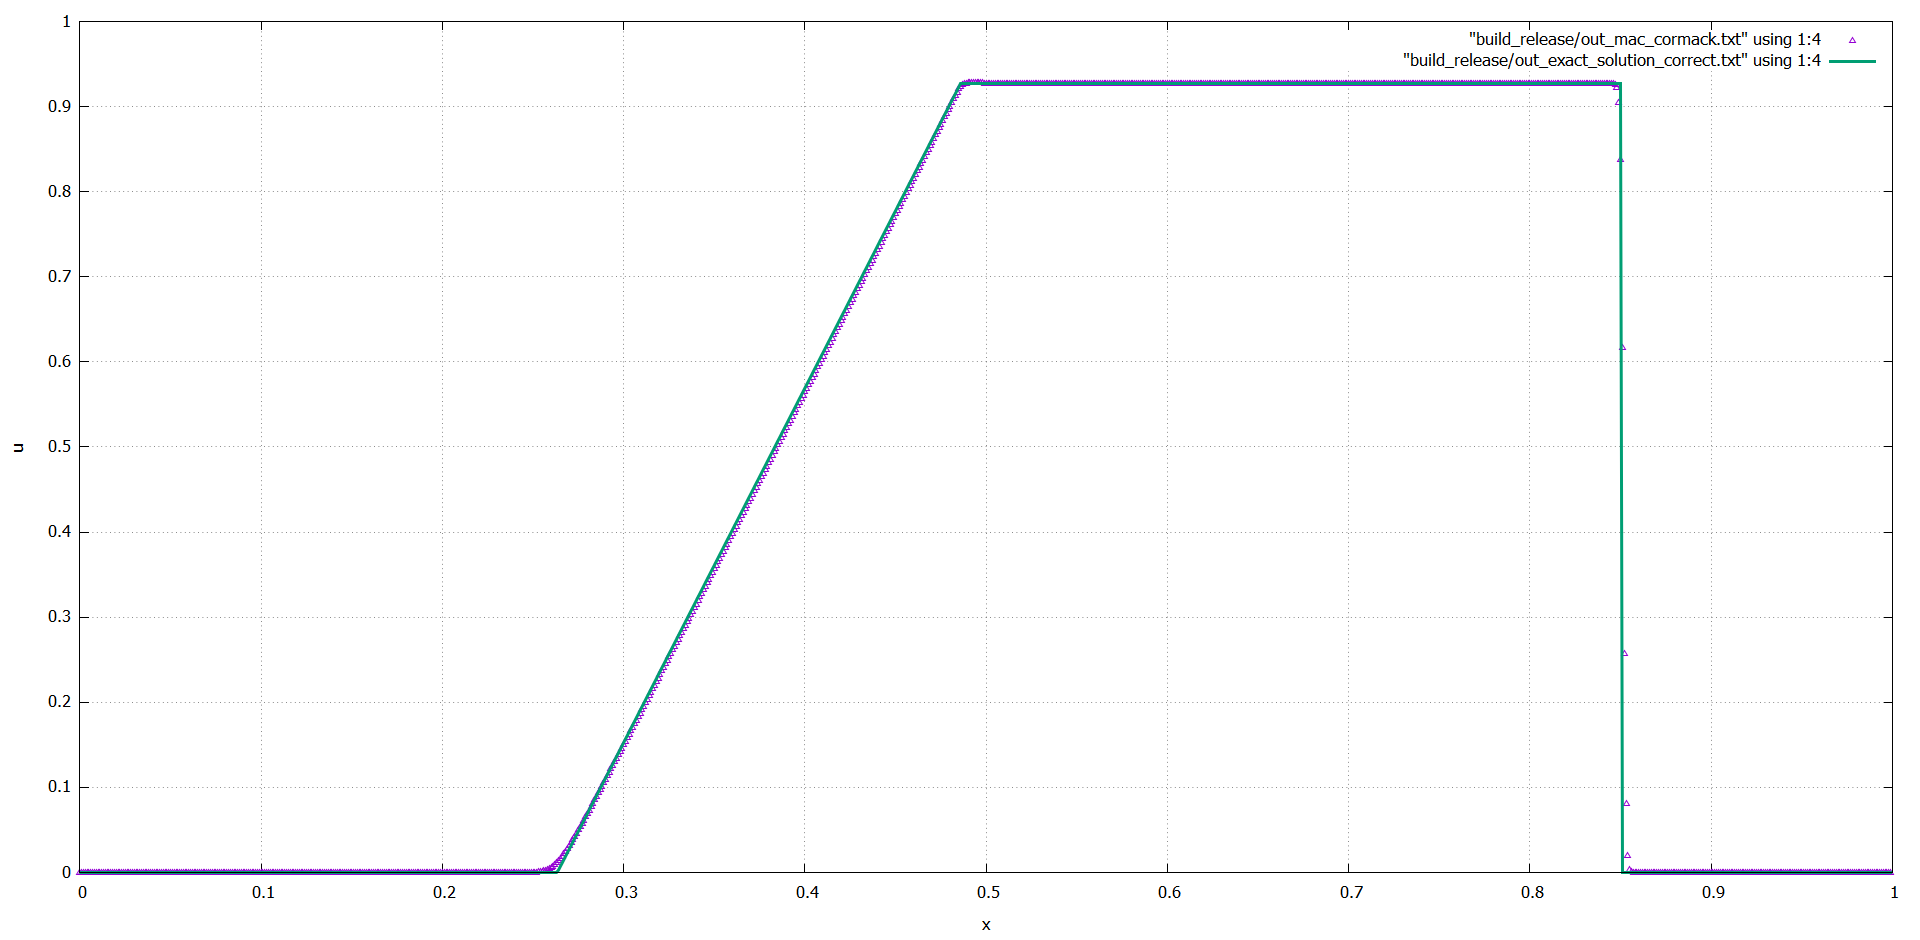 1
"build_release/out_mac_cormack.txt" using 1:4
"build_release/out_exact_solution_correct.txt" using 1:4
0.9
0.8
0.7
0.6
0.5
u
0.4
0.3
0.2
0.1
0
0 0.1 0.2 0.3 0.4 0.5 0.6 0.7 0.8 0.9 1
x